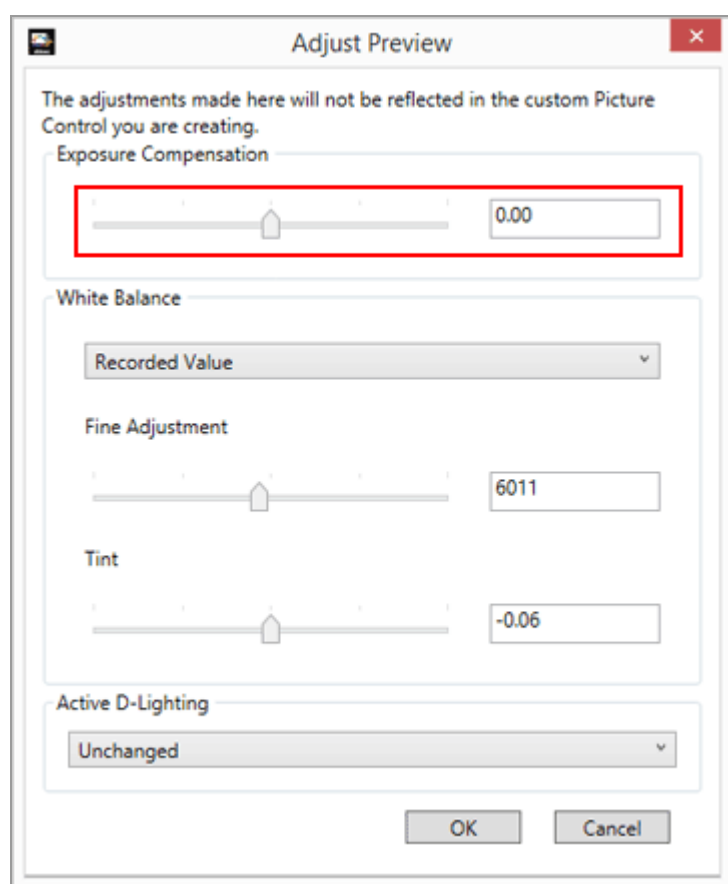 Adjust Preview
The adjustments made here will not be reflected in the custom Picture
Control you are creating.
Exposure Compensation
0.00
White Balance
Recorded Value
Fine Adjustment
6011
Tint
-0.06
Active D-Lighting
Unchanged
OK Cancel